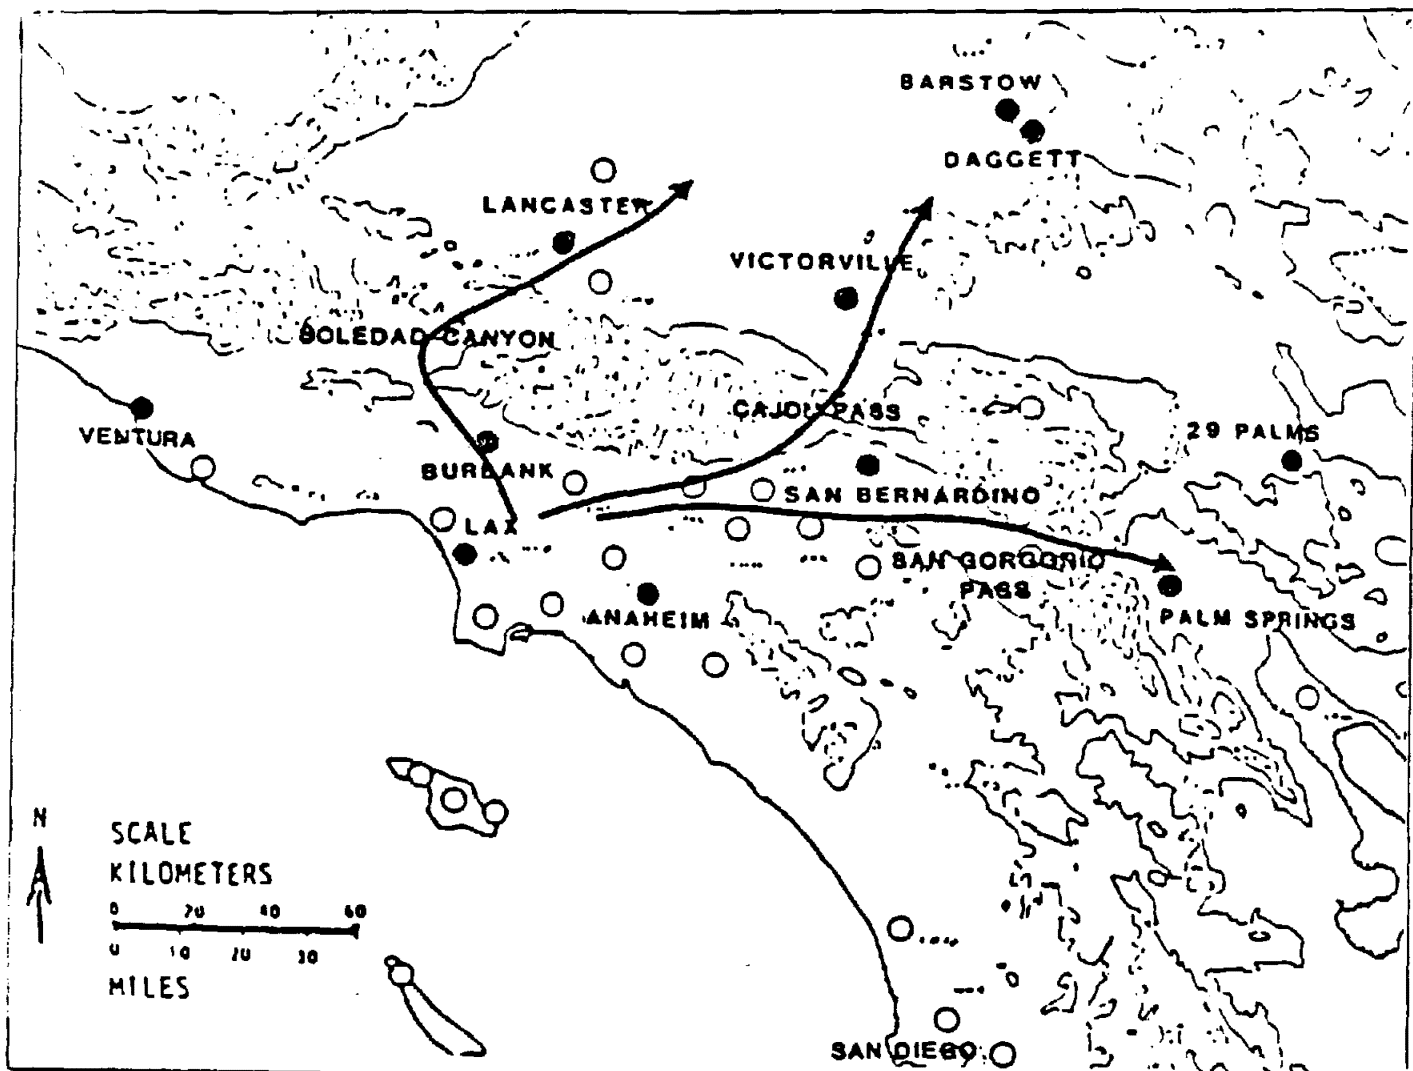 BARSTOW
DAGGETT
LANCASTER
VICTORVILLE
SOLEDAD CANYON
CAJON PASS
VENTURA
29 PALMS
BURBANK
SAN BERNARDINO
LAX
SAN GORGORIO
PASS
ANAHEIM
PALM SPRINGS
N
SCALE
KILOMETERS
0 20 40 60
0 10 20 30
MILES
SAN DIEGO